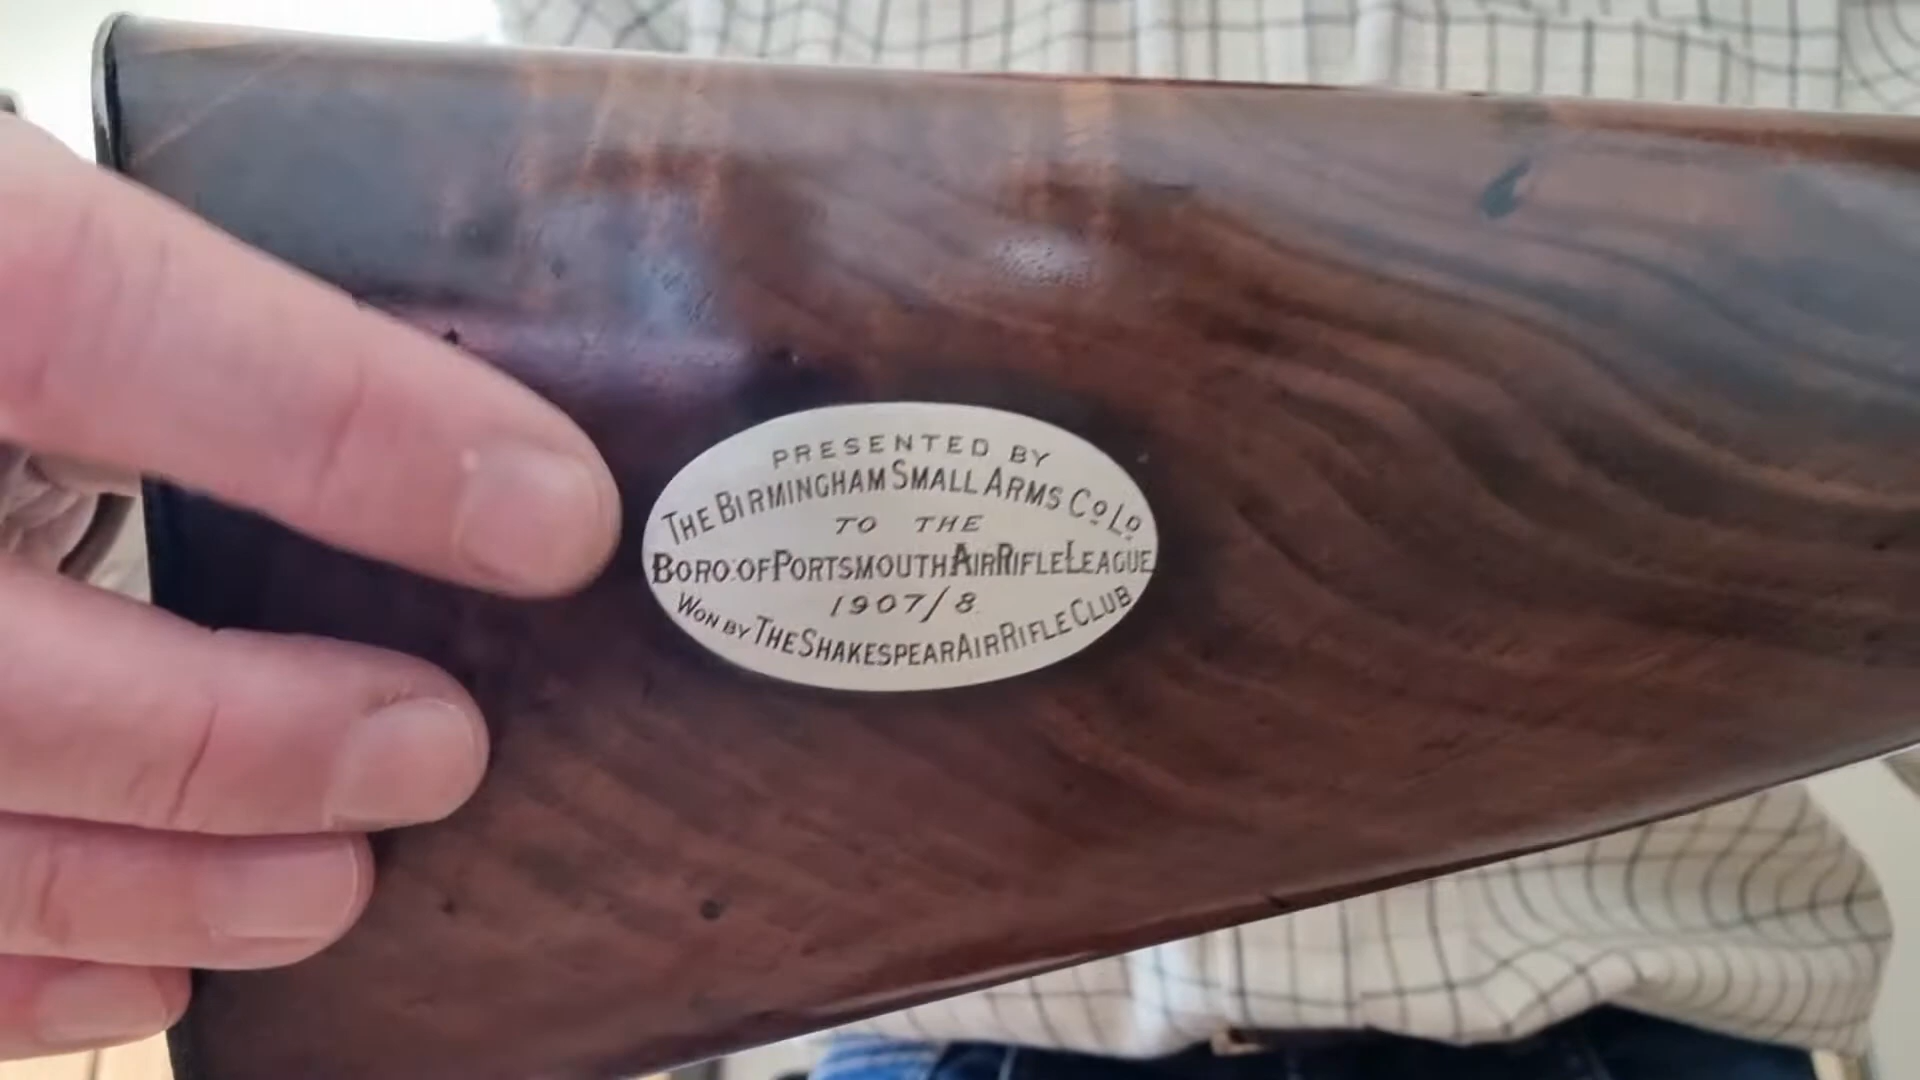 PRESENTED BY
THE BIRMINGHAM SMALL ARMS Co Ld
TO THE
BORO: OF PORTSMOUTH AIR RIFLE LEAGUE
1907/8
WON BY THE SHAKESPEAR AIR RIFLE CLUB